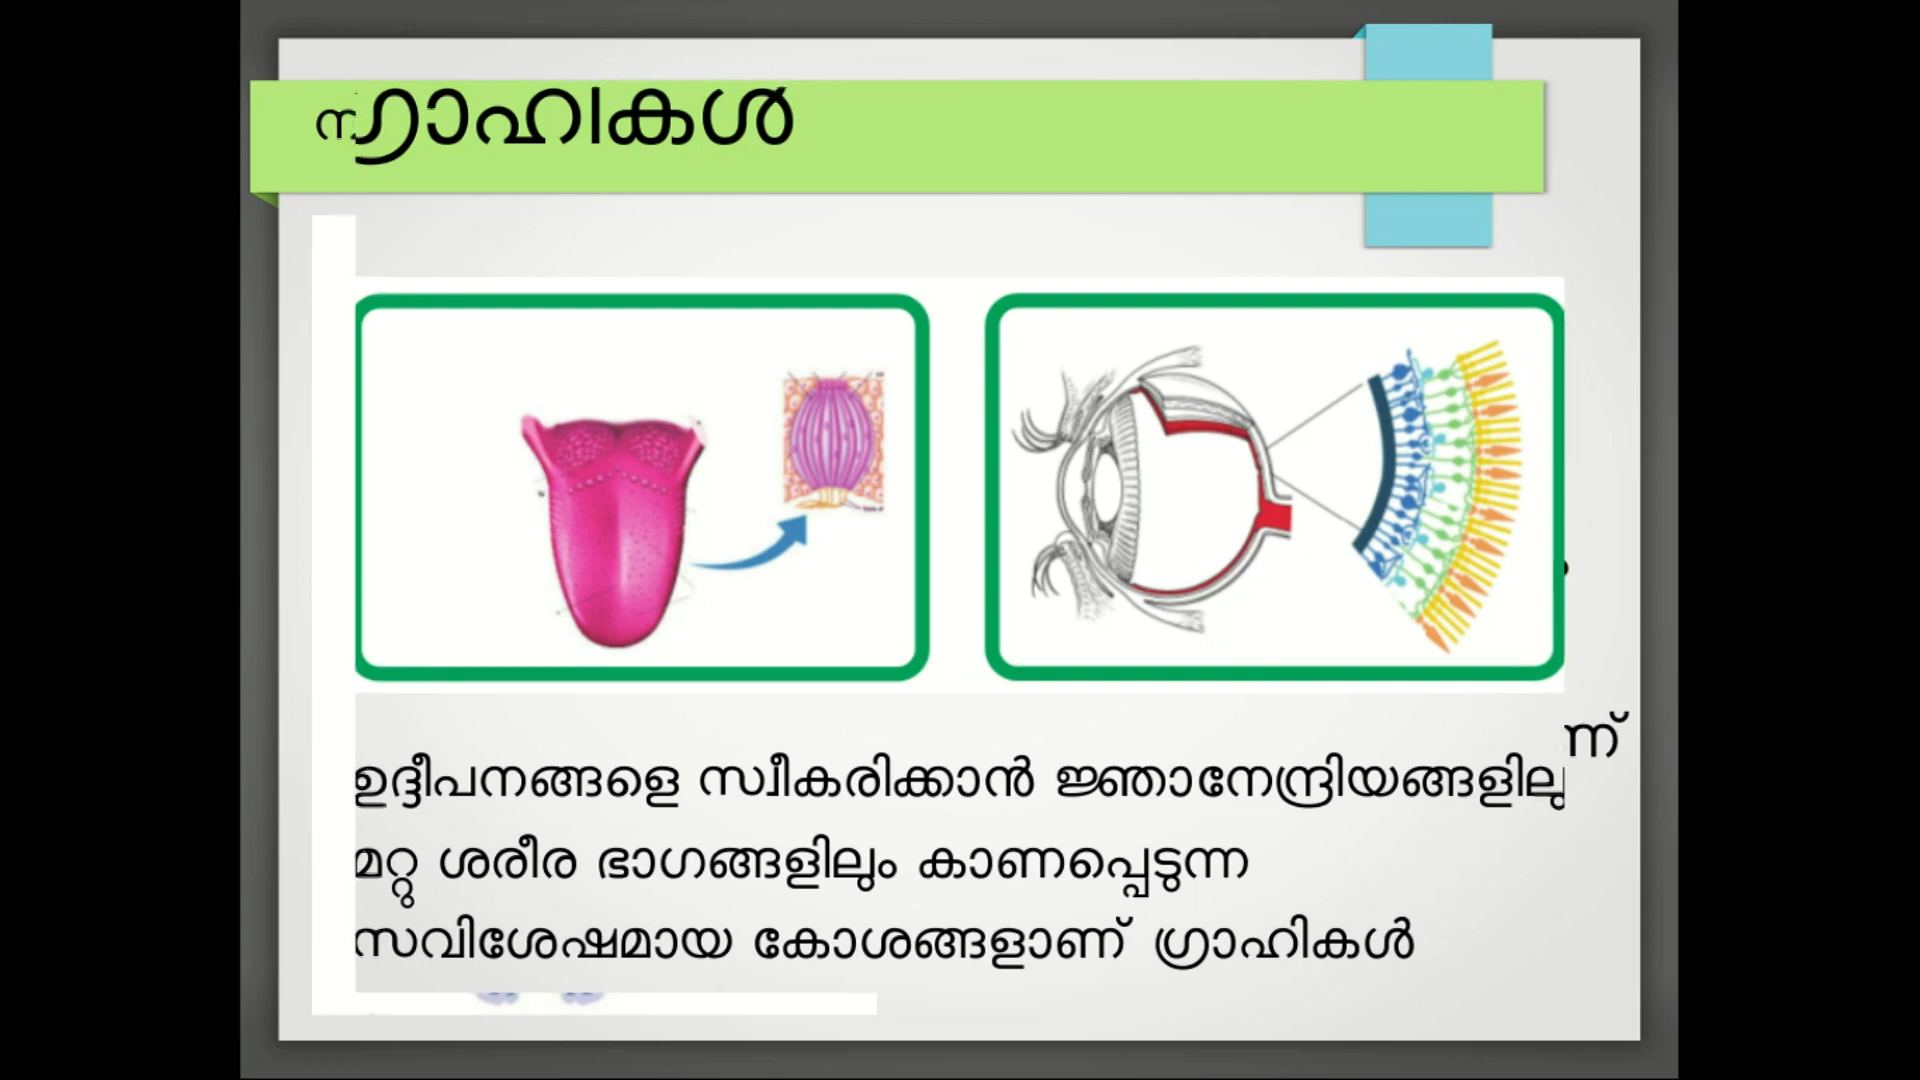 ഗ്രാഹികൾ
ന്
ഉദ്ദീപനങ്ങളെ സ്വീകരിക്കാൻ ജ്ഞാനേന്ദ്രിയങ്ങളിലു
മറ്റു ശരീര ഭാഗങ്ങളിലും കാണപ്പെടുന്ന
സവിശേഷമായ കോശങ്ങളാണ് ഗ്രാഹികൾ